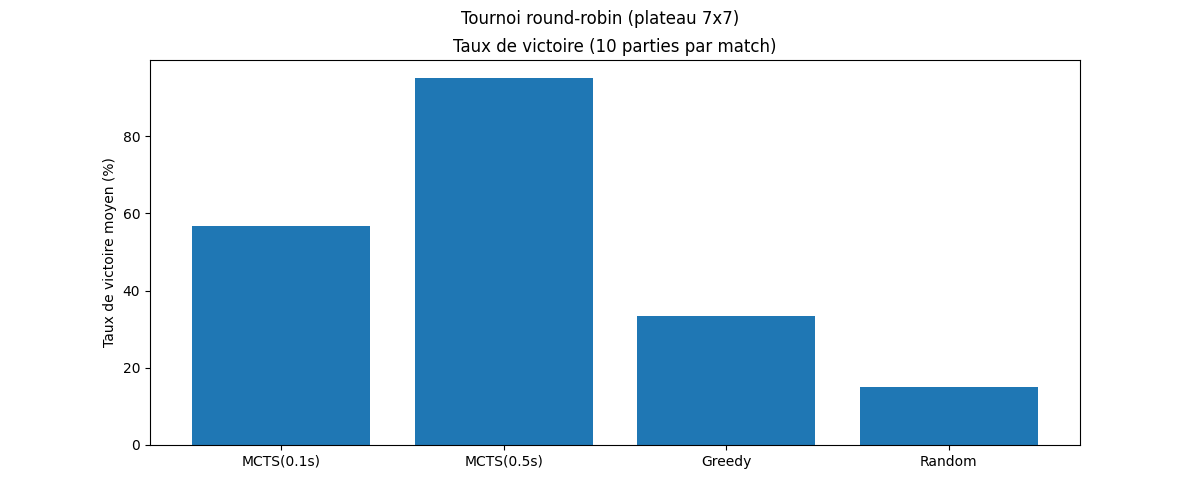 Tournoi round-robin (plateau 7x7)
Taux de victoire (10 parties par match)
Taux de victoire moyen (%)
80
60
40
20
0
MCTS(0.1s)
MCTS(0.5s)
Greedy
Random